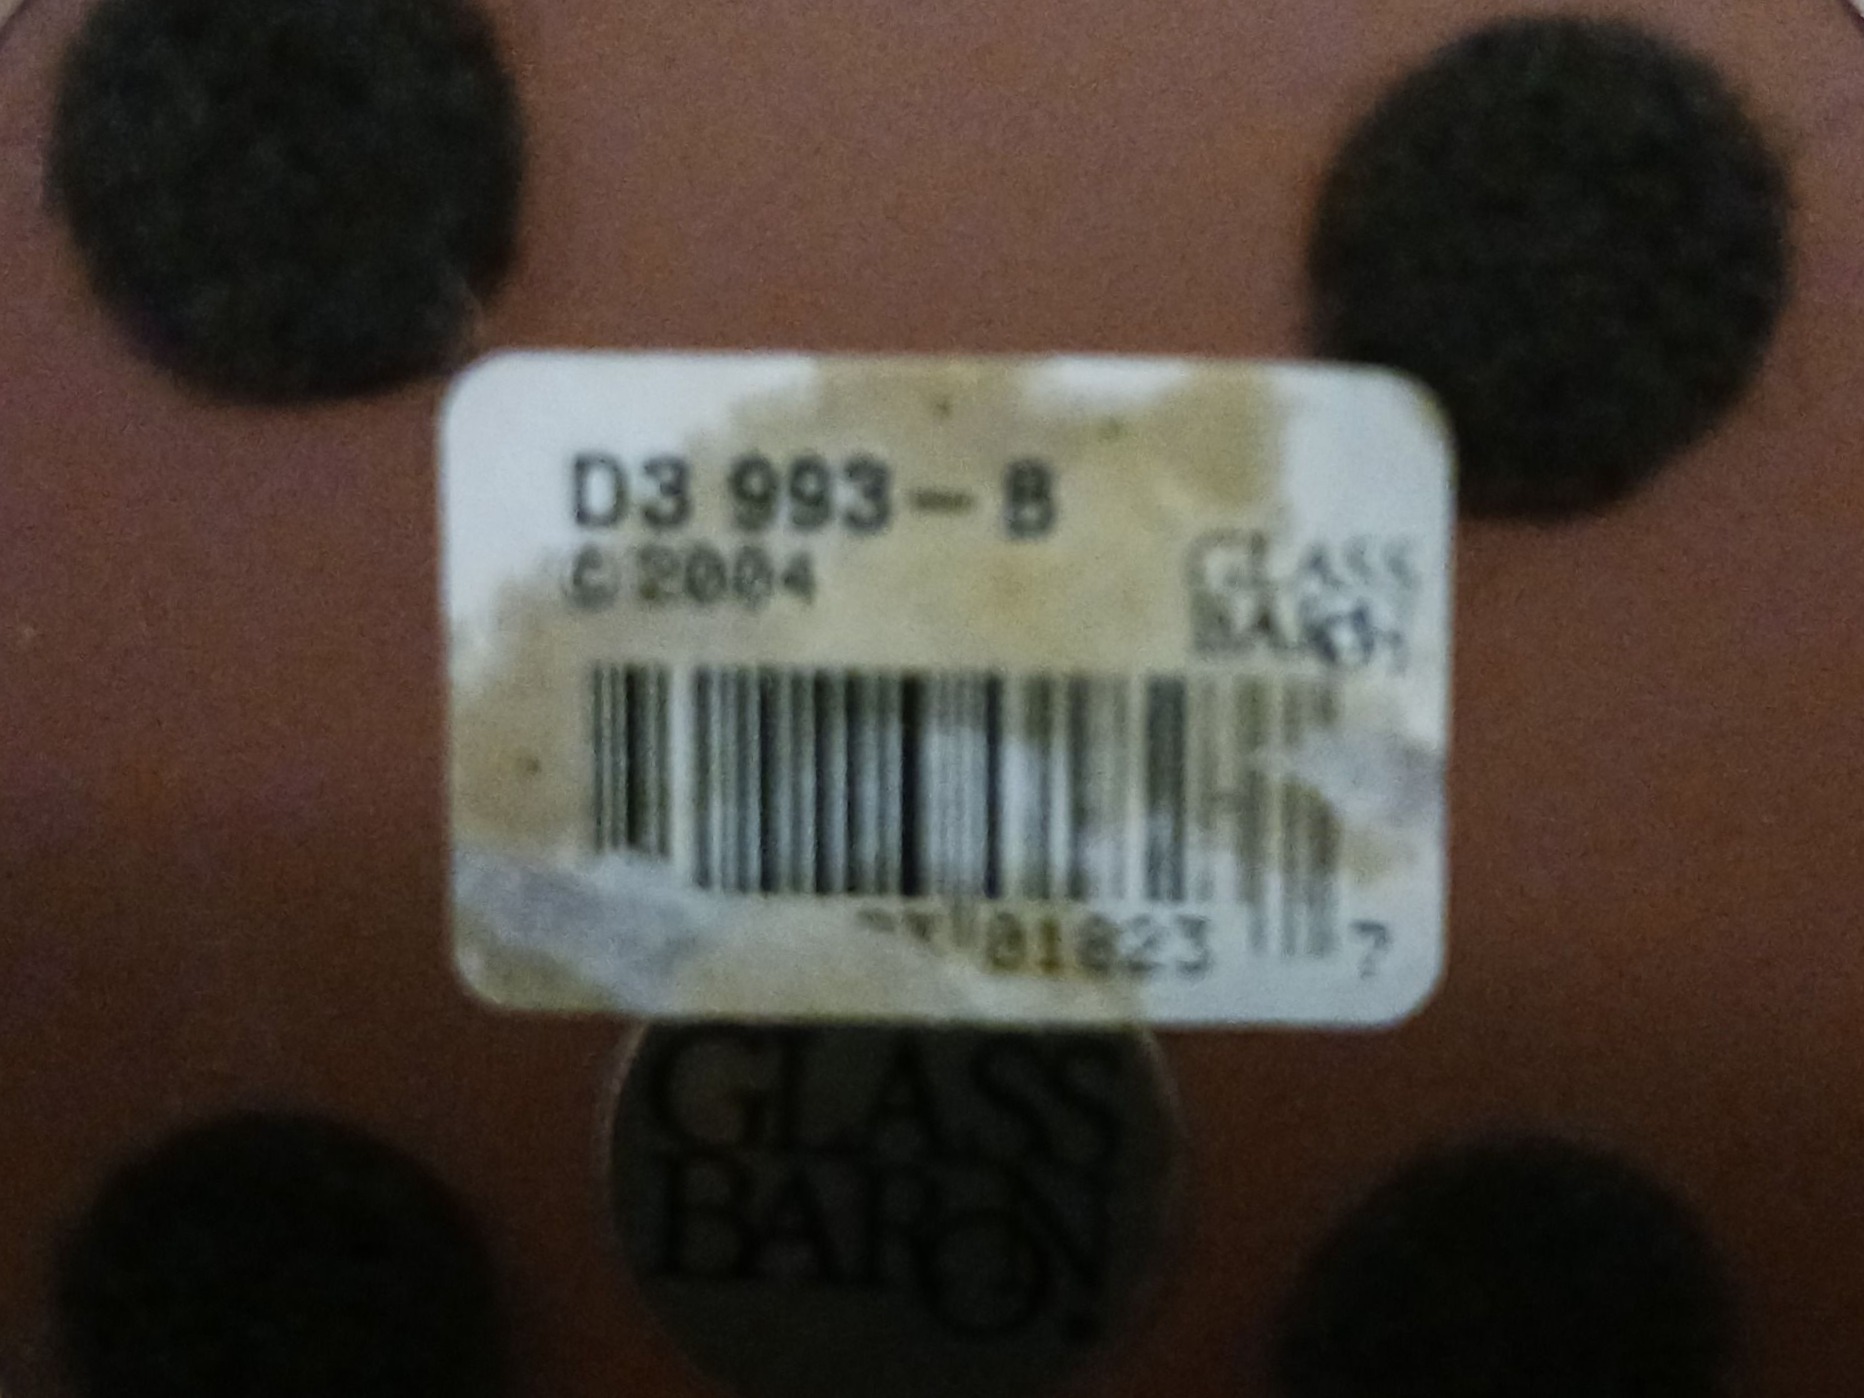 D3 993-B
©2004
GLASS
BARON
01823 7
GLASS
BARON